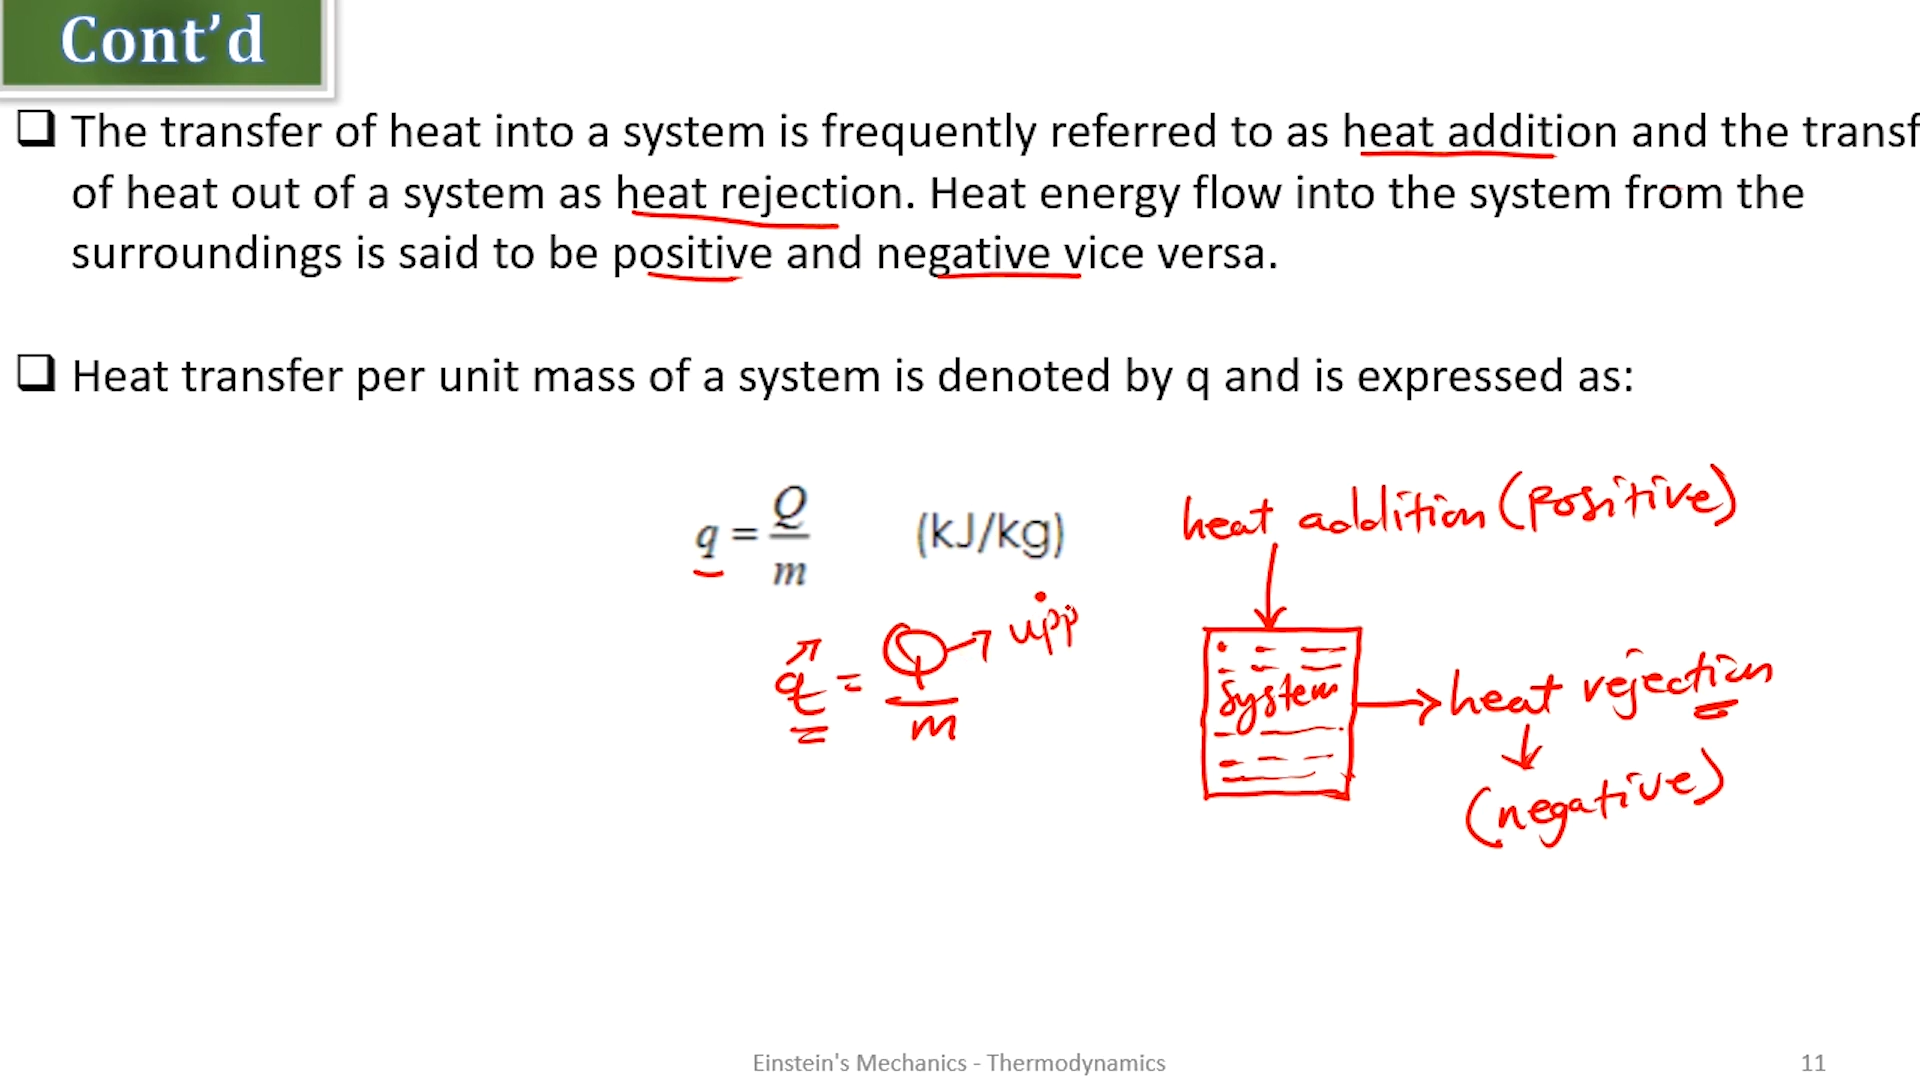 Cont’d
❑ The transfer of heat into a system is frequently referred to as heat addition and the transf
of heat out of a system as heat rejection. Heat energy flow into the system from the
surroundings is said to be positive and negative vice versa.
❑ Heat transfer per unit mass of a system is denoted by q and is expressed as:
q = Q/m (kJ/kg)
heat addition (positive)
q = Q/m → upp
system
→ heat rejection
(negative)
Einstein's Mechanics - Thermodynamics
11